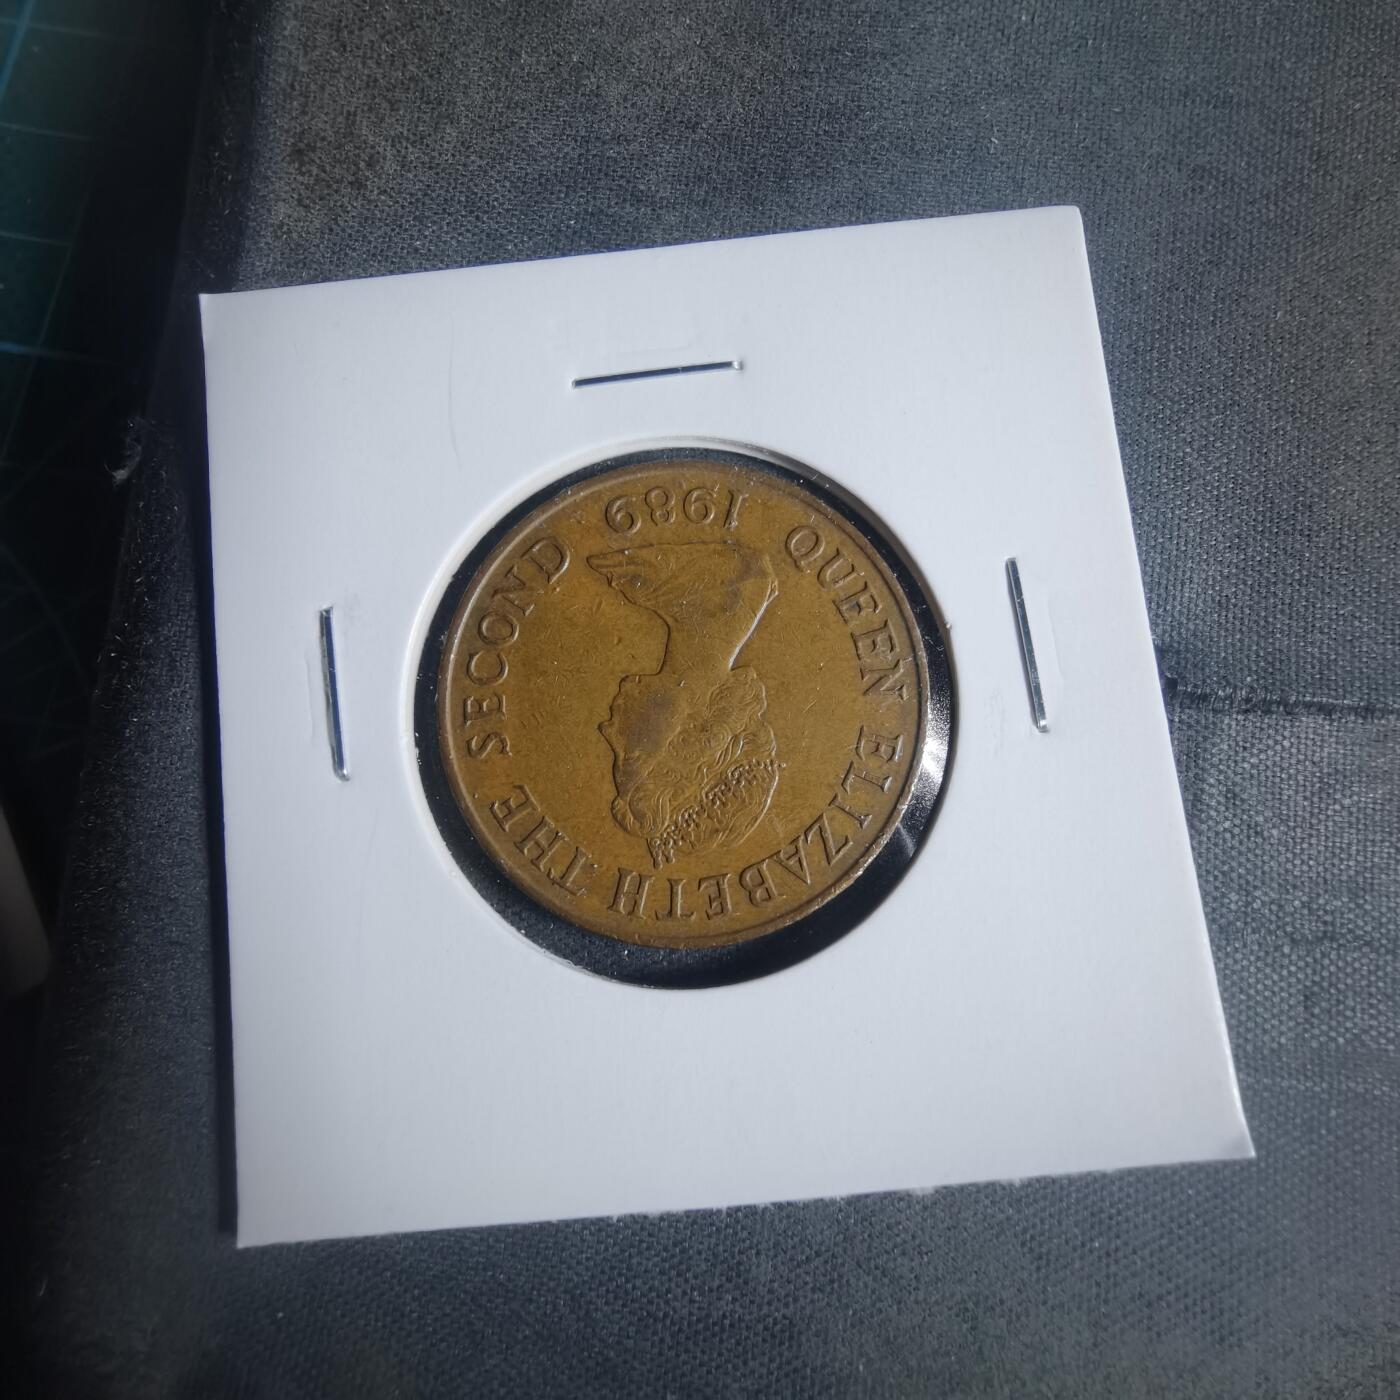 QUEEN ELIZABETH THE SECOND
1989